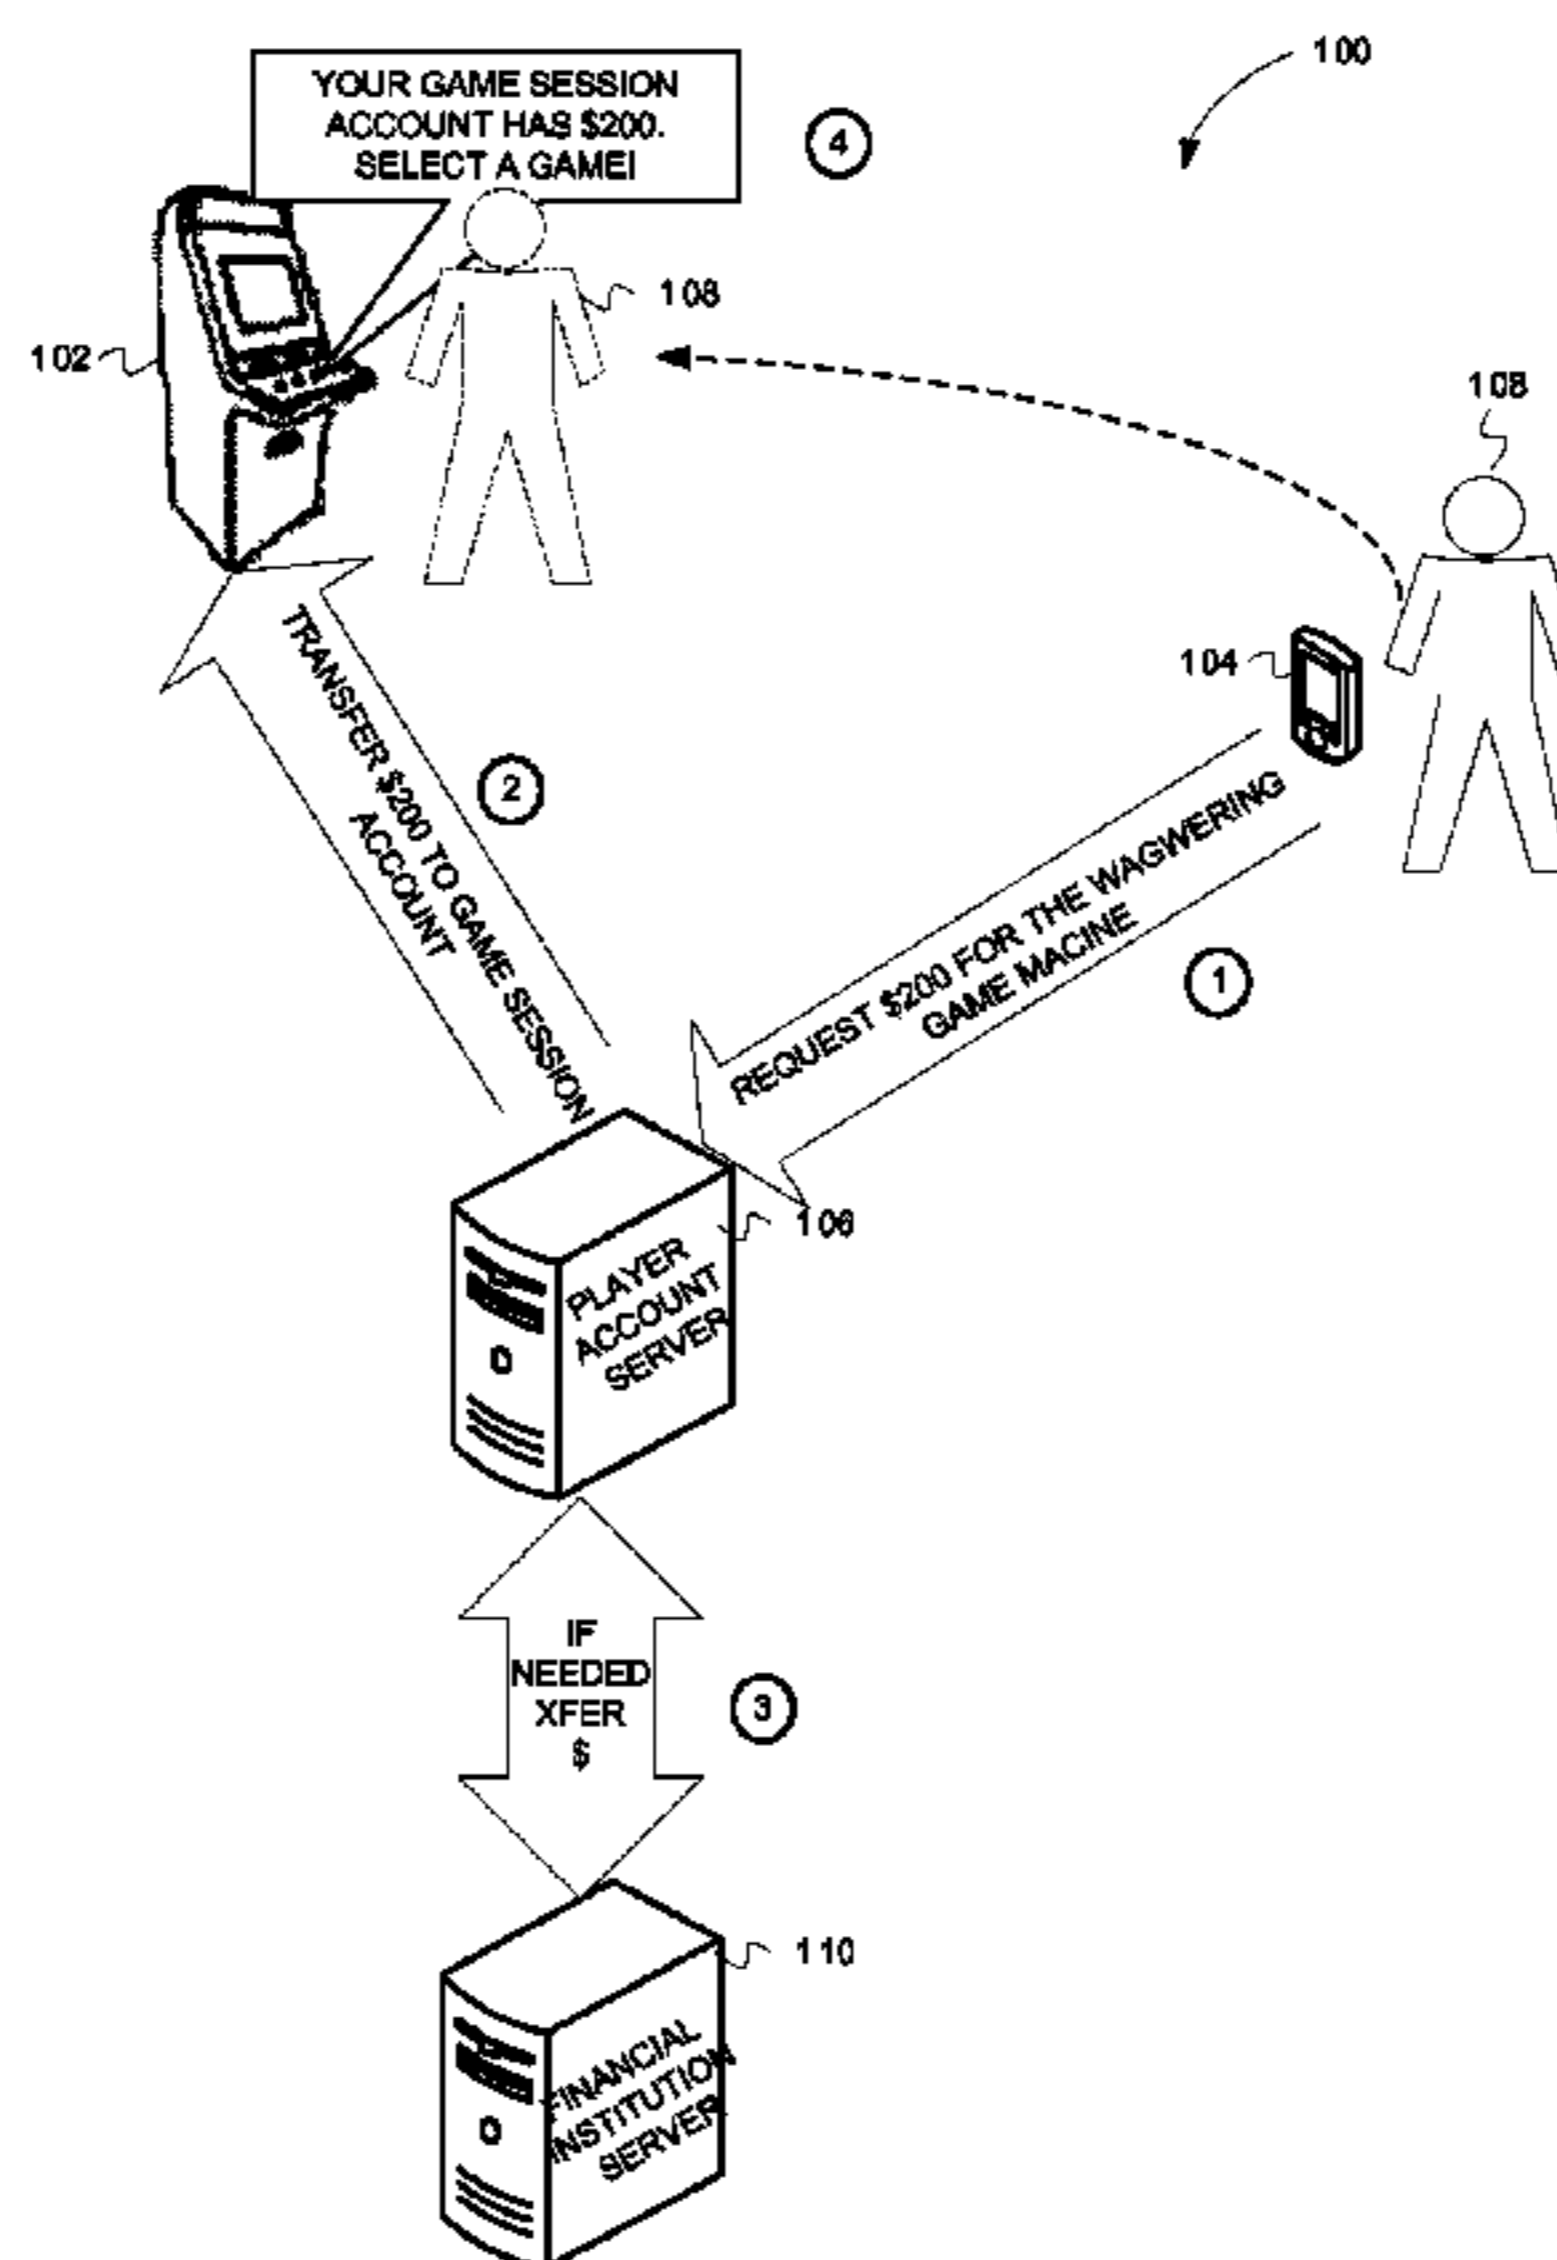 100
YOUR GAME SESSION
ACCOUNT HAS $200.
SELECT A GAME!
4
108
102
108
104
TRANSFER $200 TO GAME SESSION
ACCOUNT
2
REQUEST $200 FOR THE WAGWERING
GAME MACINE
1
106
PLAYER
ACCOUNT
SERVER
IF
NEEDED
XFER
$
3
110
FINANCIAL
INSTITUTION
SERVER